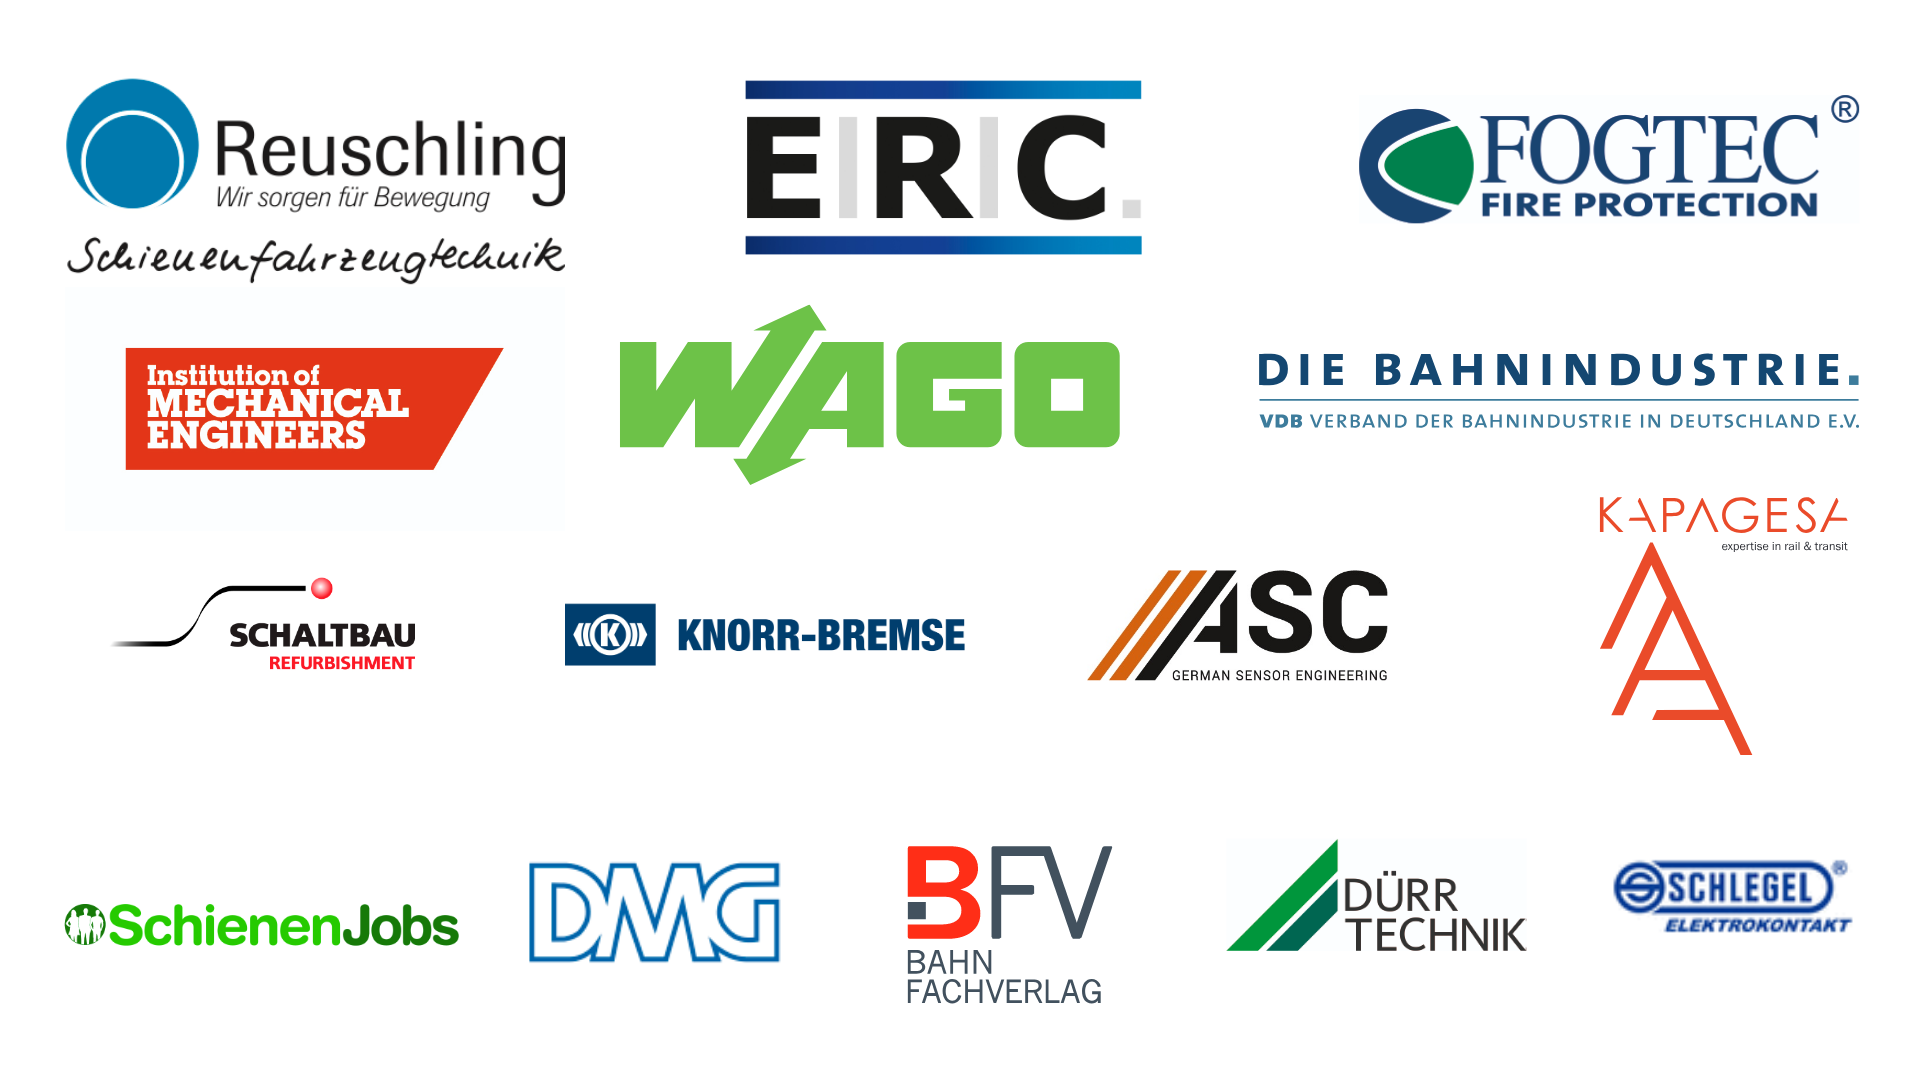 Reuschling
Wir sorgen für Bewegung
Schienenfahrzeugtechnik
E|R|C.
FOGTEC®
FIRE PROTECTION
Institution of
MECHANICAL
ENGINEERS
WAGO
DIE BAHNINDUSTRIE.
VDB VERBAND DER BAHNINDUSTRIE IN DEUTSCHLAND E.V.
SCHALTBAU
REFURBISHMENT
K KNORR-BREMSE
ASC
GERMAN SENSOR ENGINEERING
KAPAGESA
expertise in rail & transit
SchienenJobs
DMG
BFV
BAHN
FACHVERLAG
DÜRR
TECHNIK
SCHLEGEL®
ELEKTROKONTAKT